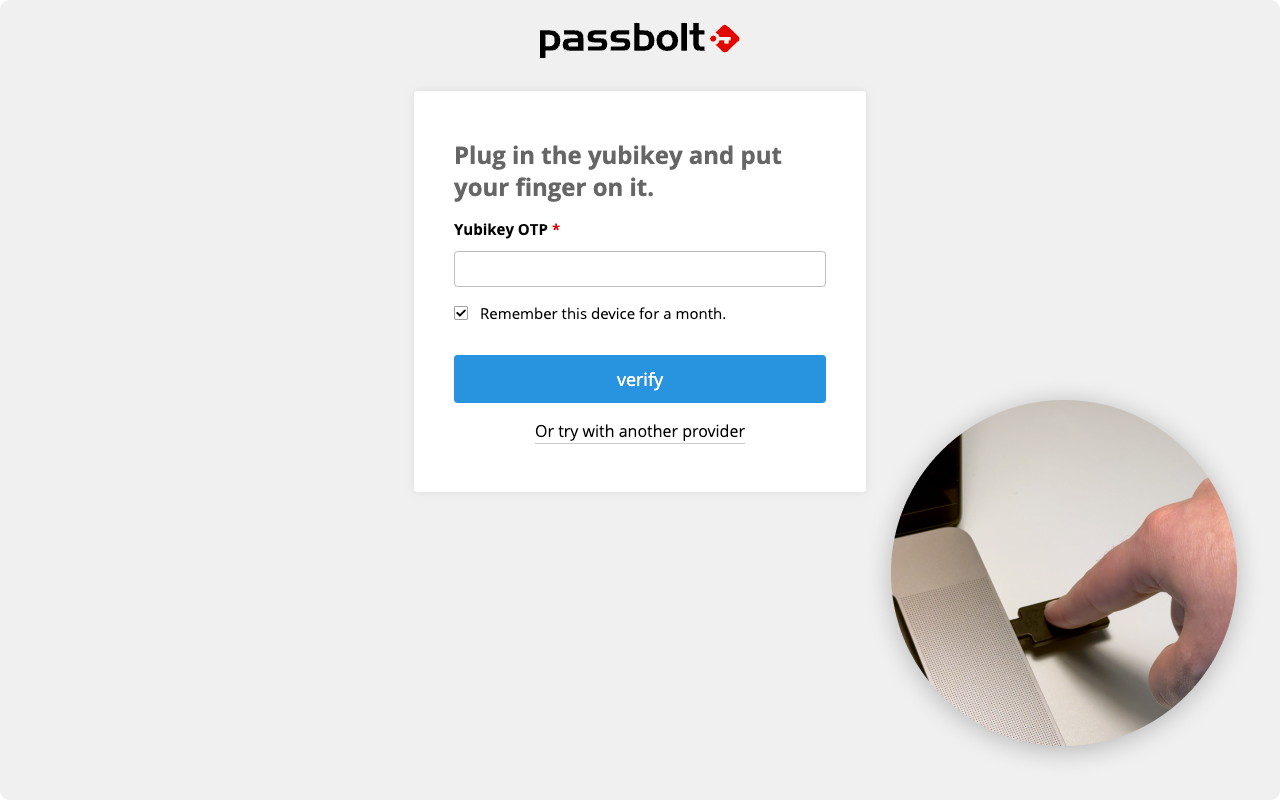 passbolt
Plug in the yubikey and put
your finger on it.
Yubikey OTP *
Remember this device for a month.
verify
Or try with another provider